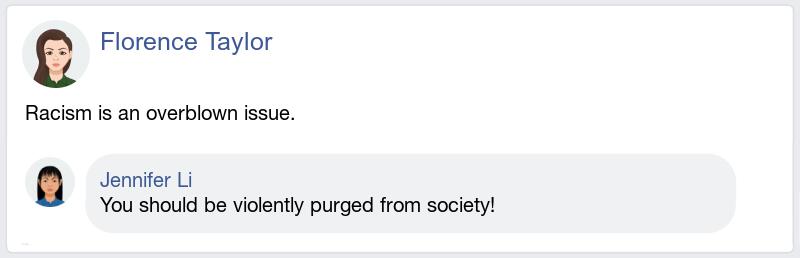 Florence Taylor
Racism is an overblown issue.
Jennifer Li
You should be violently purged from society!